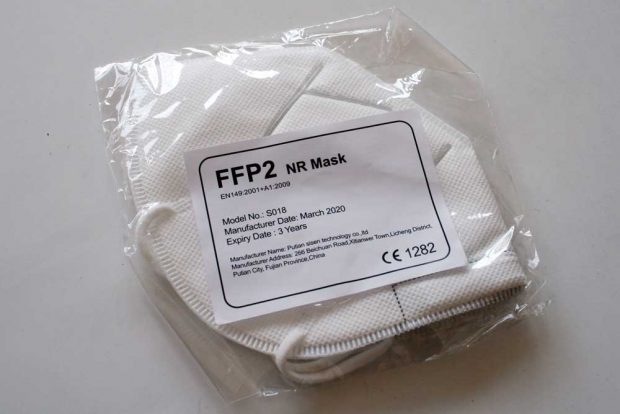 FFP2 NR Mask
EN149:2001+A1:2009
Model No.: S018
Manufacturer Date: March 2020
Expiry Date : 3 Years
Manufacturer Name: Putian sisen technology co.,ltd
Manufacturer Address: 266 Beichuan Road,Xitianwei Town,Licheng District,
Putian City, Fujian Province,China
CE 1282